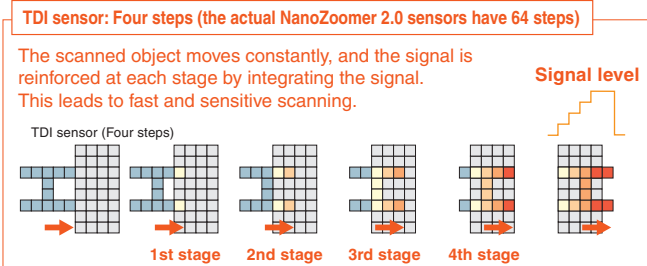 TDI sensor: Four steps (the actual NanoZoomer 2.0 sensors have 64 steps)
The scanned object moves constantly, and the signal is
reinforced at each stage by integrating the signal.
This leads to fast and sensitive scanning.
Signal level
TDI sensor (Four steps)
1st stage
2nd stage
3rd stage
4th stage